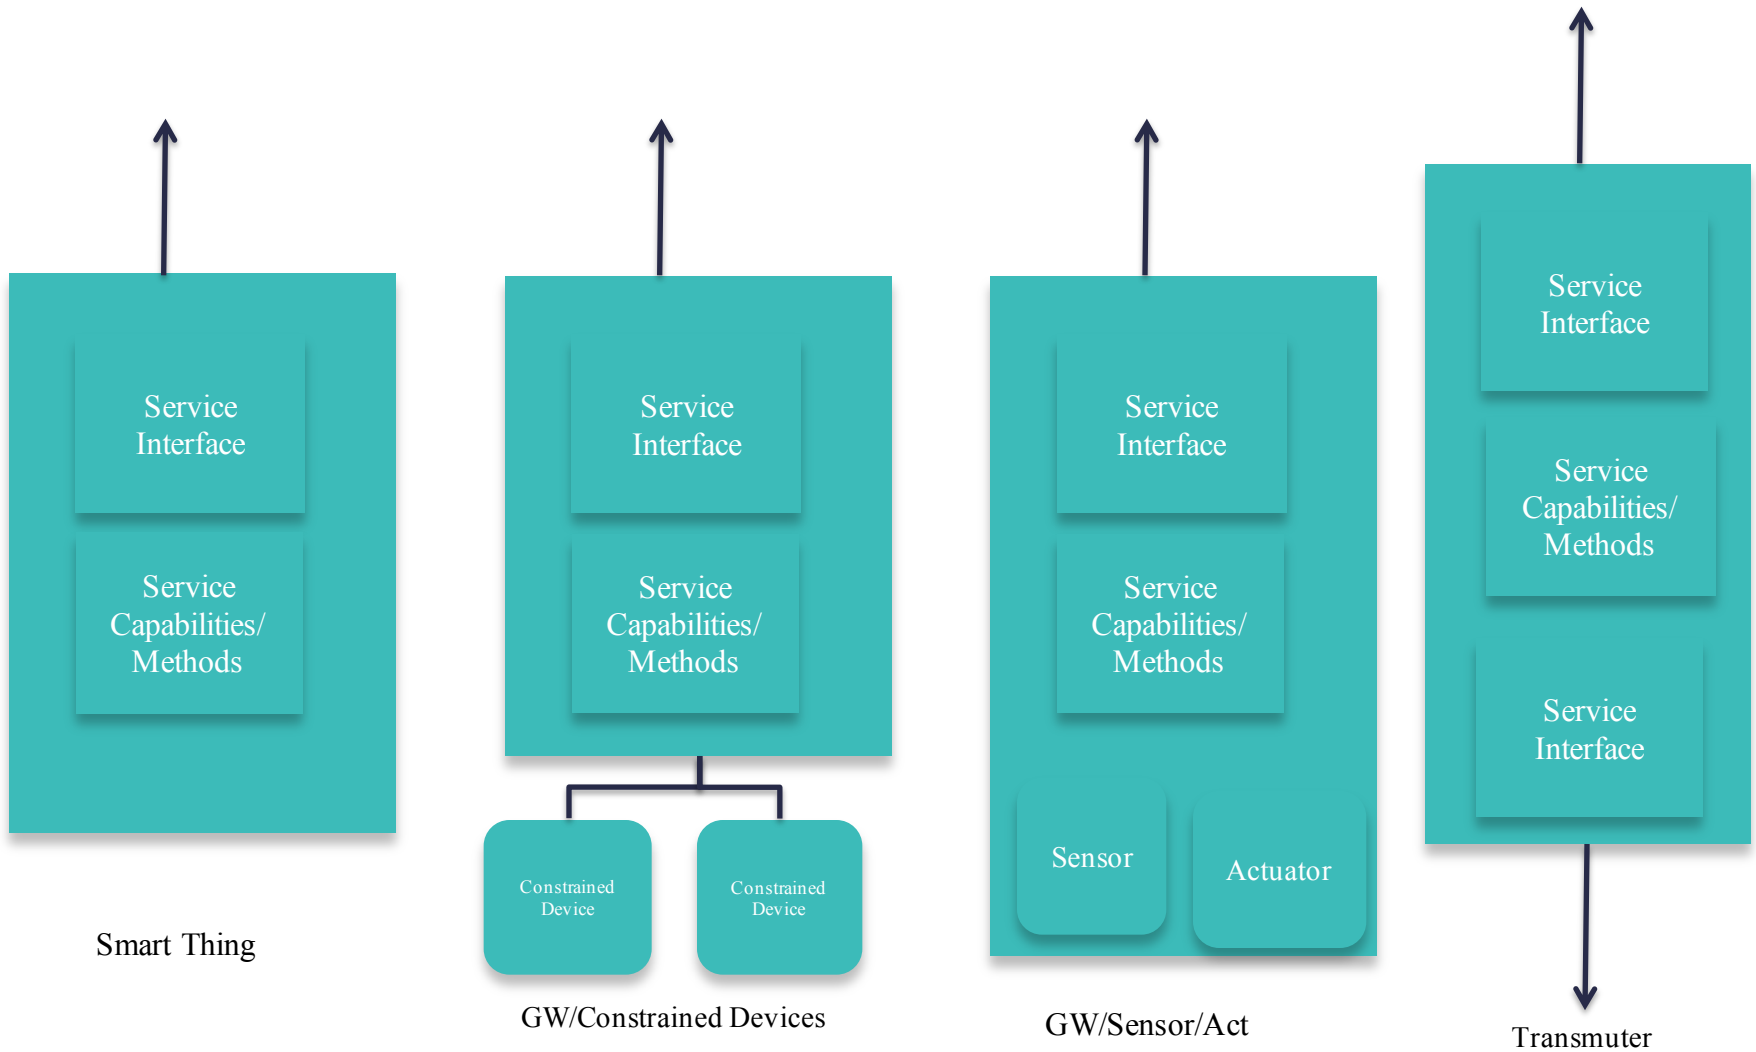 Service
Interface
Service
Capabilities/
Methods
Smart Thing
Service
Interface
Service
Capabilities/
Methods
Constrained
Device
Constrained
Device
GW/Constrained Devices
Service
Interface
Service
Capabilities/
Methods
Sensor
Actuator
GW/Sensor/Act
Service
Interface
Service
Capabilities/
Methods
Service
Interface
Transmuter